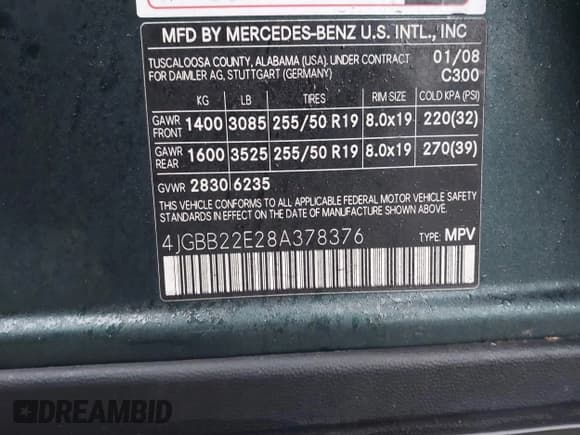 MFD BY MERCEDES-BENZ U.S. INTL., INC
TUSCALOOSA COUNTY, ALABAMA (USA). UNDER CONTRACT 01/08
FOR DAIMLER AG, STUTTGART (GERMANY) C300
KG LB TIRES RIM SIZE COLD KPA (PSI)
GAWR FRONT 1400 3085 255/50 R19 8.0x19 220(32)
GAWR REAR 1600 3525 255/50 R19 8.0x19 270(39)
GVWR 2830 6235
THIS VEHICLE CONFORMS TO ALL APPLICABLE FEDERAL MOTOR VEHICLE SAFETY
STANDARDS IN EFFECT ON THE DATE OF MANUFACTURE SHOWN ABOVE.
4JGBB22E28A378376 TYPE: MPV
DREAMBID